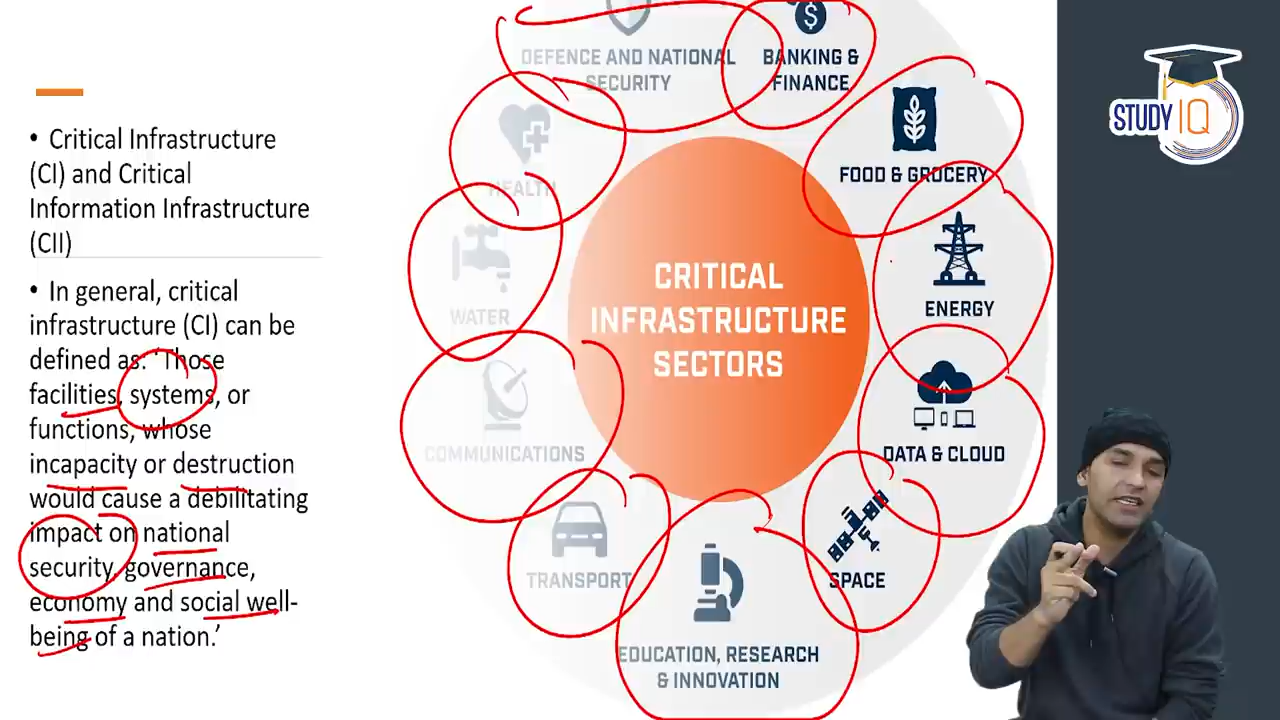 • Critical Infrastructure
(CI) and Critical
Information Infrastructure
(CII)
• In general, critical
infrastructure (CI) can be
defined as: ‘Those
facilities, systems, or
functions, whose
incapacity or destruction
would cause a debilitating
impact on national
security, governance,
economy and social well-
being of a nation.’
DEFENCE AND NATIONAL
SECURITY
BANKING &
FINANCE
FOOD & GROCERY
ENERGY
DATA & CLOUD
SPACE
EDUCATION, RESEARCH
& INNOVATION
TRANSPORT
COMMUNICATIONS
WATER
HEALTH
CRITICAL
INFRASTRUCTURE
SECTORS
STUDY IQ